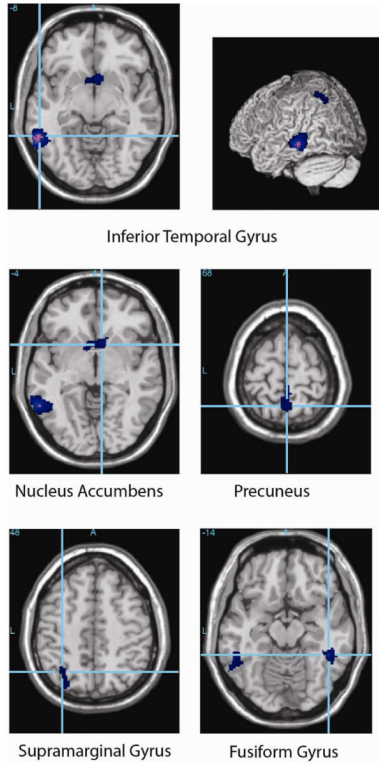 -8 A
L
Inferior Temporal Gyrus
-4 A 68 A
L L
Nucleus Accumbens Precuneus
48 A -14
L L
Supramarginal Gyrus Fusiform Gyrus